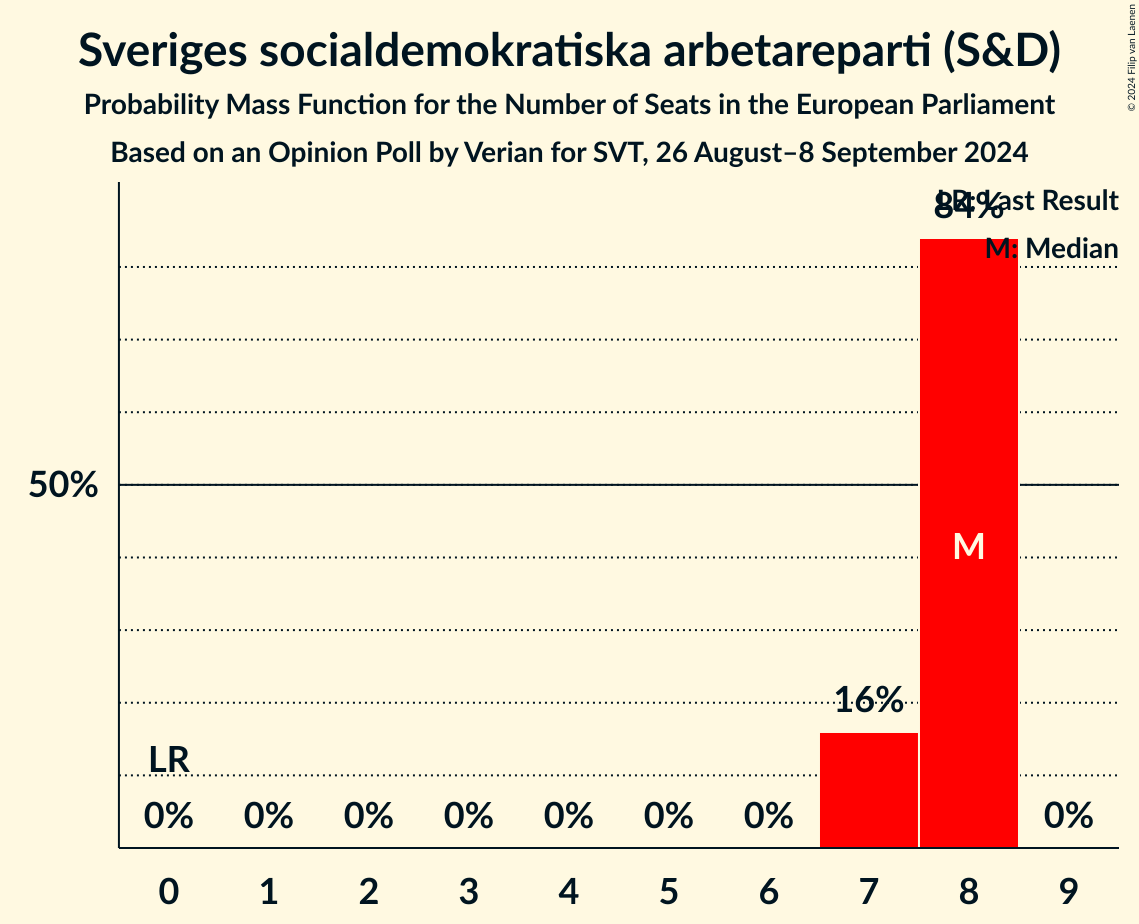 Sveriges socialdemokratiska arbetareparti (S&D)
Probability Mass Function for the Number of Seats in the European Parliament
Based on an Opinion Poll by Verian for SVT, 26 August–8 September 2024
© 2024 Filip van Laenen
LR: Last Result
84%
M: Median
50%
M
16%
LR
0% 0% 0% 0% 0% 0% 0% 0%
0 1 2 3 4 5 6 7 8 9